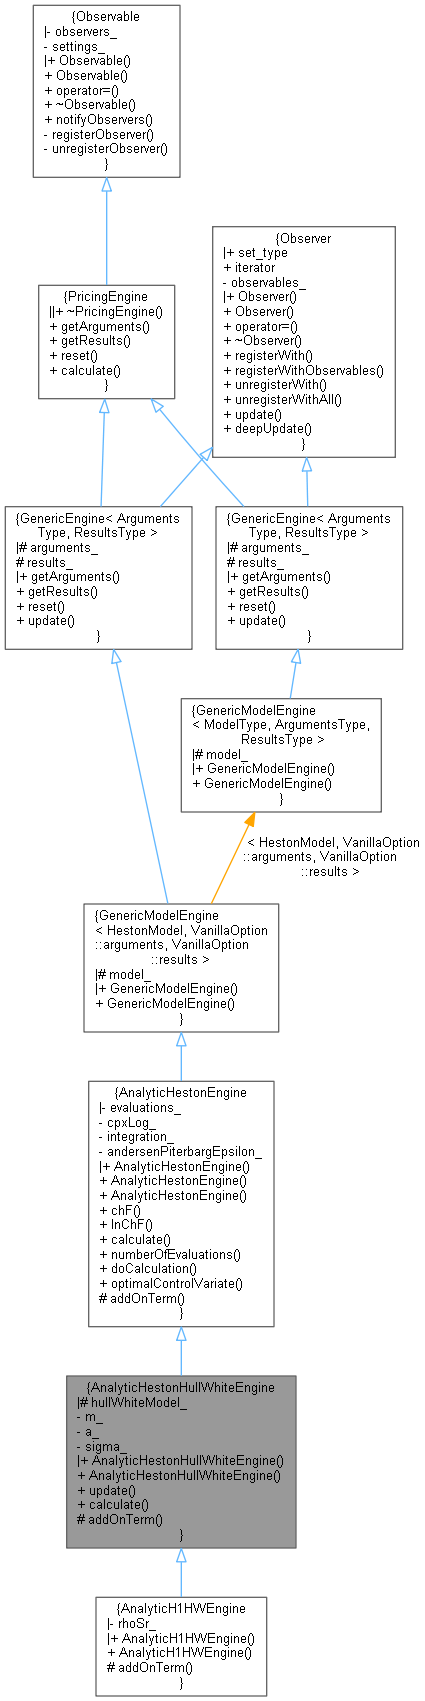 {Observable
|- observers_
- settings_
|+ Observable()
+ Observable()
+ operator=()
+ ~Observable()
+ notifyObservers()
- registerObserver()
- unregisterObserver()
}
{Observer
|+ set_type
+ iterator
- observables_
|+ Observer()
+ Observer()
+ operator=()
+ ~Observer()
+ registerWith()
+ registerWithObservables()
+ unregisterWith()
+ unregisterWithAll()
+ update()
+ deepUpdate()
}
{PricingEngine
||+ ~PricingEngine()
+ getArguments()
+ getResults()
+ reset()
+ calculate()
}
{GenericEngine< Arguments
Type, ResultsType >
|# arguments_
# results_
|+ getArguments()
+ getResults()
+ reset()
+ update()
}
{GenericEngine< Arguments
Type, ResultsType >
|# arguments_
# results_
|+ getArguments()
+ getResults()
+ reset()
+ update()
}
{GenericModelEngine
< ModelType, ArgumentsType,
ResultsType >
|# model_
|+ GenericModelEngine()
+ GenericModelEngine()
}
< HestonModel, VanillaOption
::arguments, VanillaOption
::results >
{GenericModelEngine
< HestonModel, VanillaOption
::arguments, VanillaOption
::results >
|# model_
|+ GenericModelEngine()
+ GenericModelEngine()
}
{AnalyticHestonEngine
|- evaluations_
- cpxLog_
- integration_
- andersenPiterbargEpsilon_
|+ AnalyticHestonEngine()
+ AnalyticHestonEngine()
+ AnalyticHestonEngine()
+ chF()
+ lnChF()
+ calculate()
+ numberOfEvaluations()
+ doCalculation()
+ optimalControlVariate()
# addOnTerm()
}
{AnalyticHestonHullWhiteEngine
|# hullWhiteModel_
- m_
- a_
- sigma_
|+ AnalyticHestonHullWhiteEngine()
+ AnalyticHestonHullWhiteEngine()
+ update()
+ calculate()
# addOnTerm()
}
{AnalyticH1HWEngine
|- rhoSr_
|+ AnalyticH1HWEngine()
+ AnalyticH1HWEngine()
# addOnTerm()
}